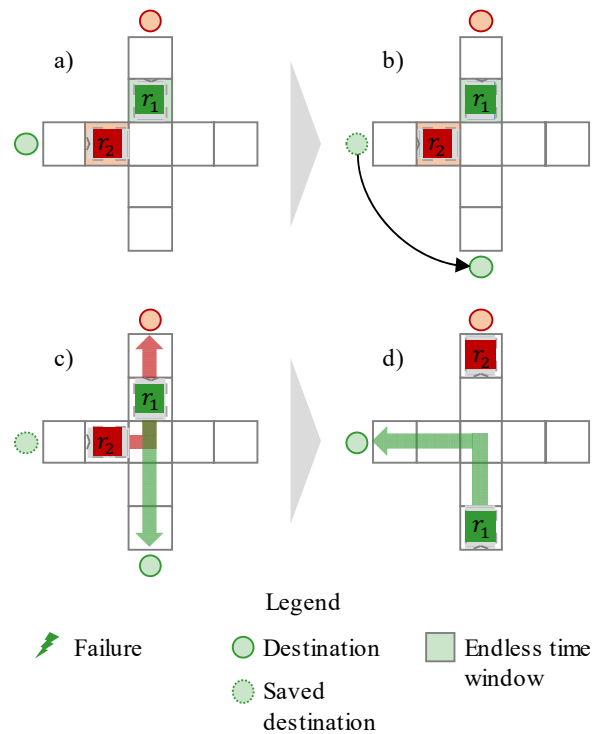 a)
b)
r1
r1
r2
r2
c)
d)
r2
r1
r2
r1
Legend
Failure
Destination
Endless time
window
Saved
destination